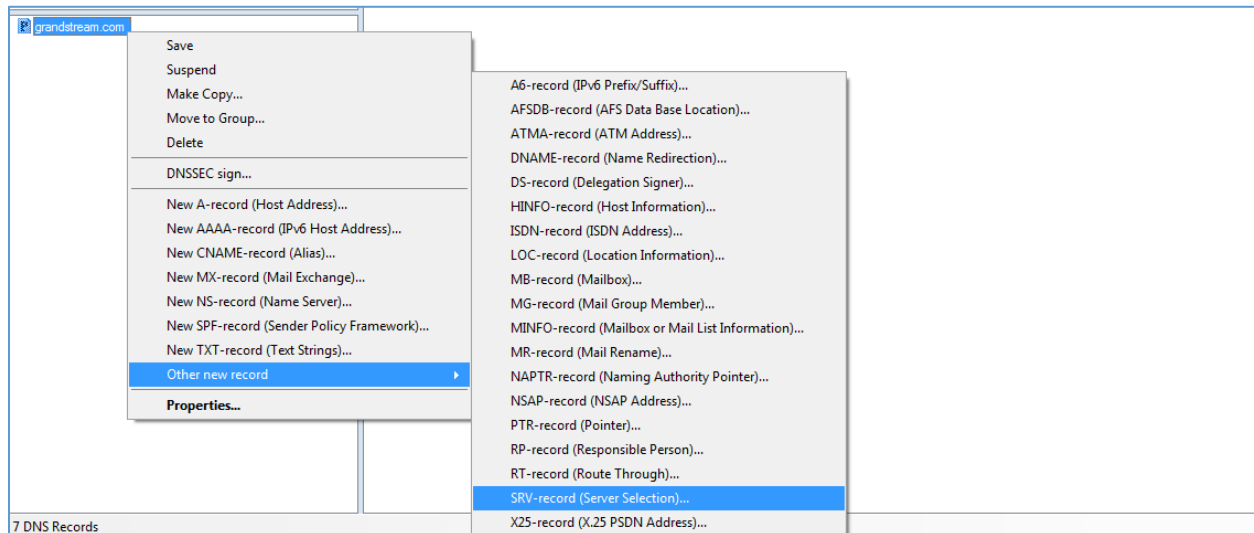 grandstream.com
Save
Suspend
Make Copy...
Move to Group...
Delete
DNSSEC sign...
New A-record (Host Address)...
New AAAA-record (IPv6 Host Address)...
New CNAME-record (Alias)...
New MX-record (Mail Exchange)...
New NS-record (Name Server)...
New SPF-record (Sender Policy Framework)...
New TXT-record (Text Strings)...
Other new record
Properties...
A6-record (IPv6 Prefix/Suffix)...
AFSDB-record (AFS Data Base Location)...
ATMA-record (ATM Address)...
DNAME-record (Name Redirection)...
DS-record (Delegation Signer)...
HINFO-record (Host Information)...
ISDN-record (ISDN Address)...
LOC-record (Location Information)...
MB-record (Mailbox)...
MG-record (Mail Group Member)...
MINFO-record (Mailbox or Mail List Information)...
MR-record (Mail Rename)...
NAPTR-record (Naming Authority Pointer)...
NSAP-record (NSAP Address)...
PTR-record (Pointer)...
RP-record (Responsible Person)...
RT-record (Route Through)...
SRV-record (Server Selection)...
X25-record (X.25 PSDN Address)...
7 DNS Records